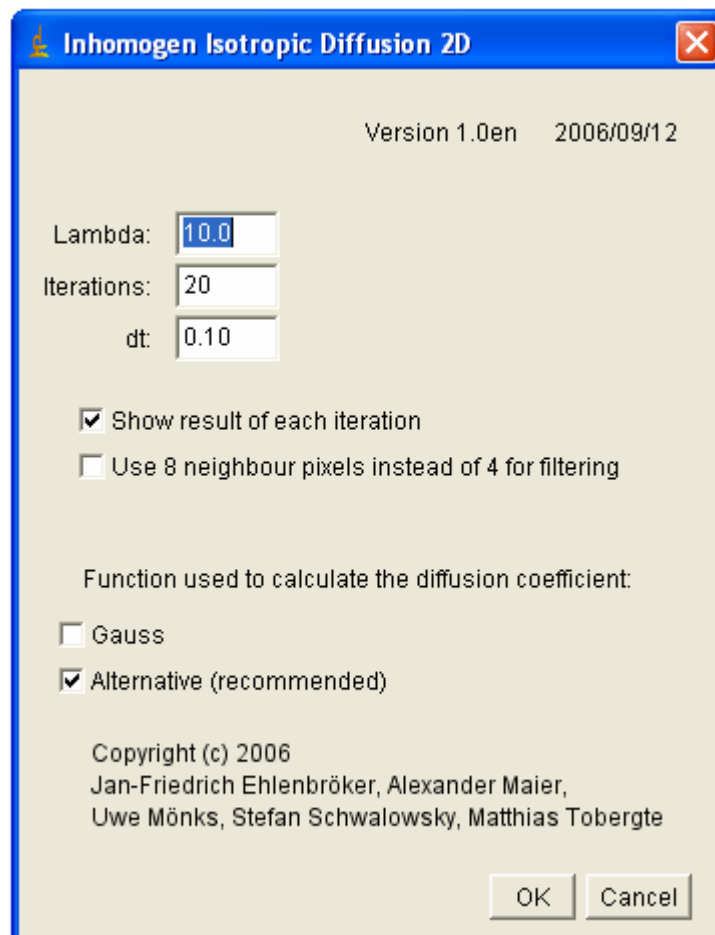 Inhomogen Isotropic Diffusion 2D
Version 1.0en 2006/09/12
Lambda: 10.0
Iterations: 20
dt: 0.10
Show result of each iteration
Use 8 neighbour pixels instead of 4 for filtering
Function used to calculate the diffusion coefficient:
Gauss
Alternative (recommended)
Copyright (c) 2006
Jan-Friedrich Ehlenbröker, Alexander Maier,
Uwe Mönks, Stefan Schwalowsky, Matthias Tobergte
OK Cancel